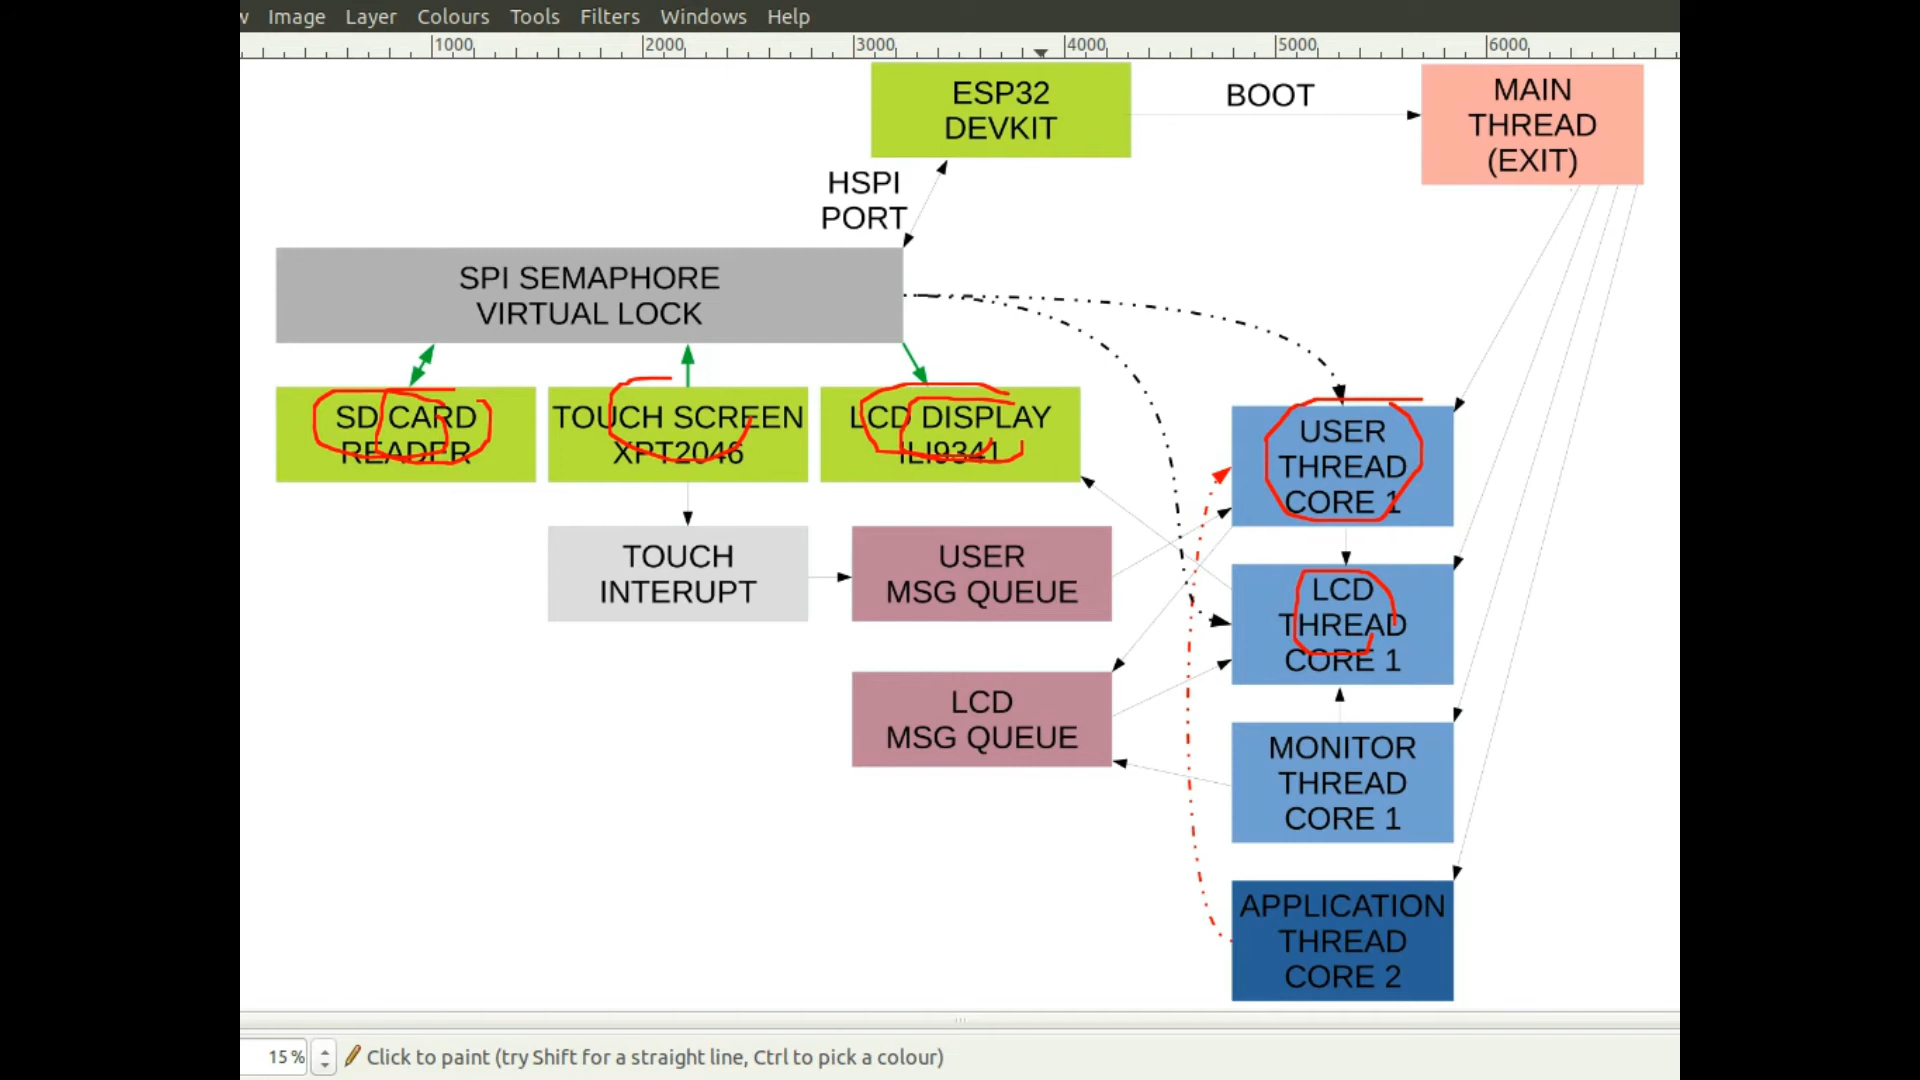 Image Layer Colours Tools Filters Windows Help
1000 2000 3000 4000 5000 6000
ESP32
DEVKIT
BOOT
MAIN
THREAD
(EXIT)
HSPI
PORT
SPI SEMAPHORE
VIRTUAL LOCK
SD CARD
READER
TOUCH SCREEN
XPT2046
LCD DISPLAY
ILI9341
USER
THREAD
CORE 1
TOUCH
INTERUPT
USER
MSG QUEUE
LCD
THREAD
CORE 1
LCD
MSG QUEUE
MONITOR
THREAD
CORE 1
APPLICATION
THREAD
CORE 2
15 % Click to paint (try Shift for a straight line, Ctrl to pick a colour)